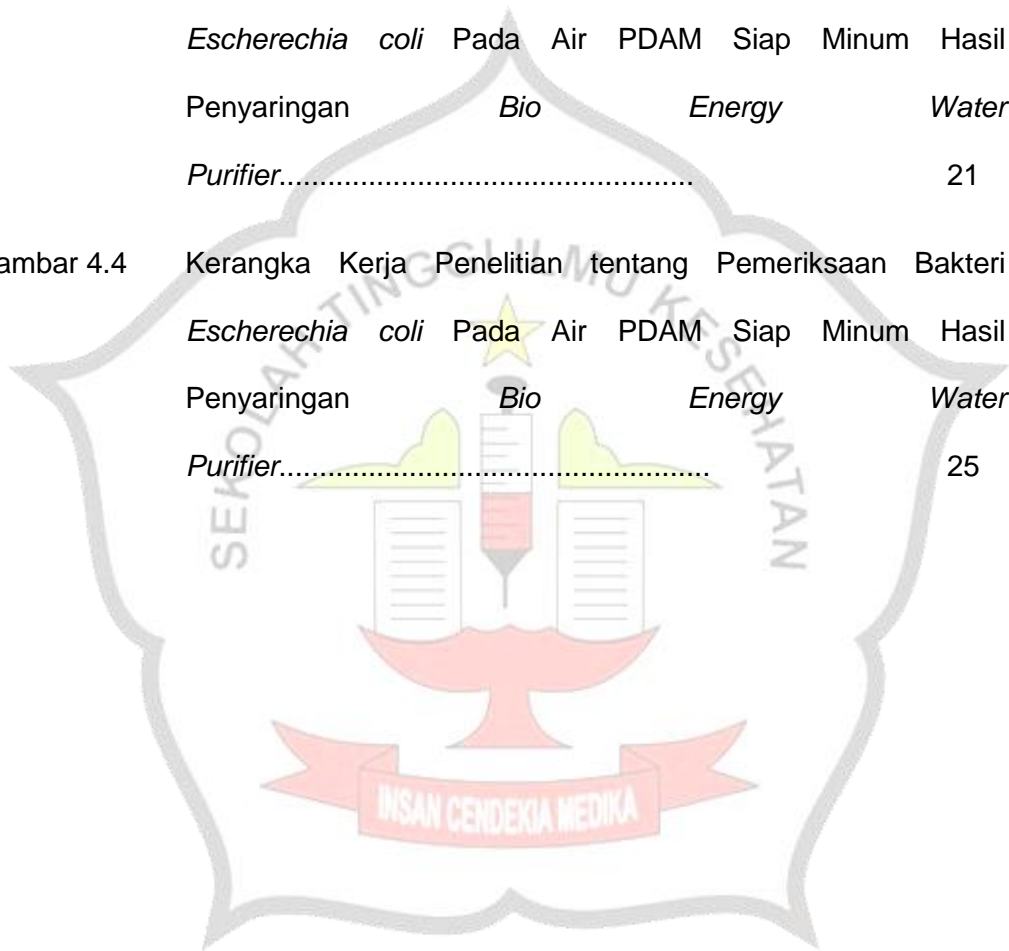 Escherechia coli Pada Air PDAM Siap Minum Hasil
Penyaringan Bio Energy Water
Purifier................................................... 21
ambar 4.4 Kerangka Kerja Penelitian tentang Pemeriksaan Bakteri
Escherechia coli Pada Air PDAM Siap Minum Hasil
Penyaringan Bio Energy Water
Purifier..................................................... 25
SEKOLAH TINGGI ILMU KESEHATAN
INSAN CENDEKIA MEDIKA